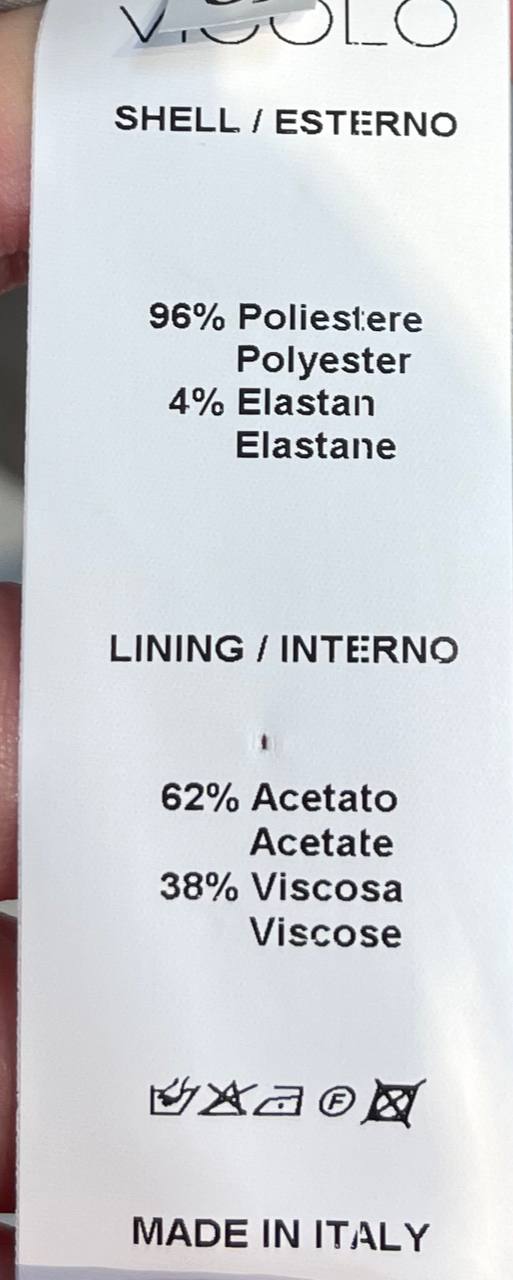 VICOLO
SHELL / ESTERNO
96% Poliestere
Polyester
4% Elastan
Elastane
LINING / INTERNO
62% Acetato
Acetate
38% Viscosa
Viscose
F
MADE IN ITALY